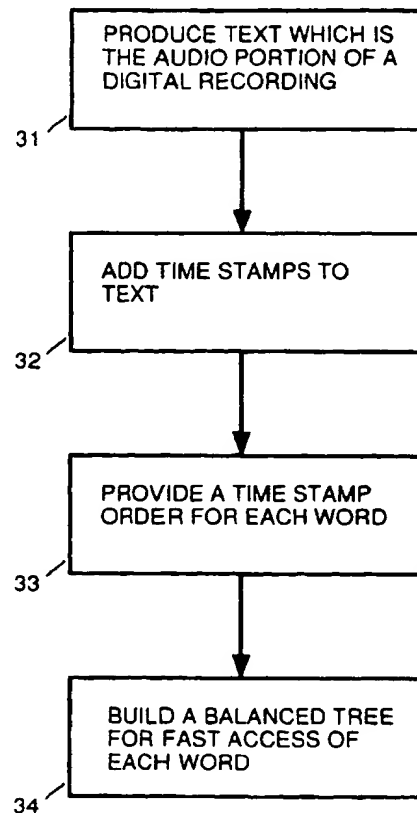 PRODUCE TEXT WHICH IS
THE AUDIO PORTION OF A
DIGITAL RECORDING
31
ADD TIME STAMPS TO
TEXT
32
PROVIDE A TIME STAMP
ORDER FOR EACH WORD
33
BUILD A BALANCED TREE
FOR FAST ACCESS OF
EACH WORD
34